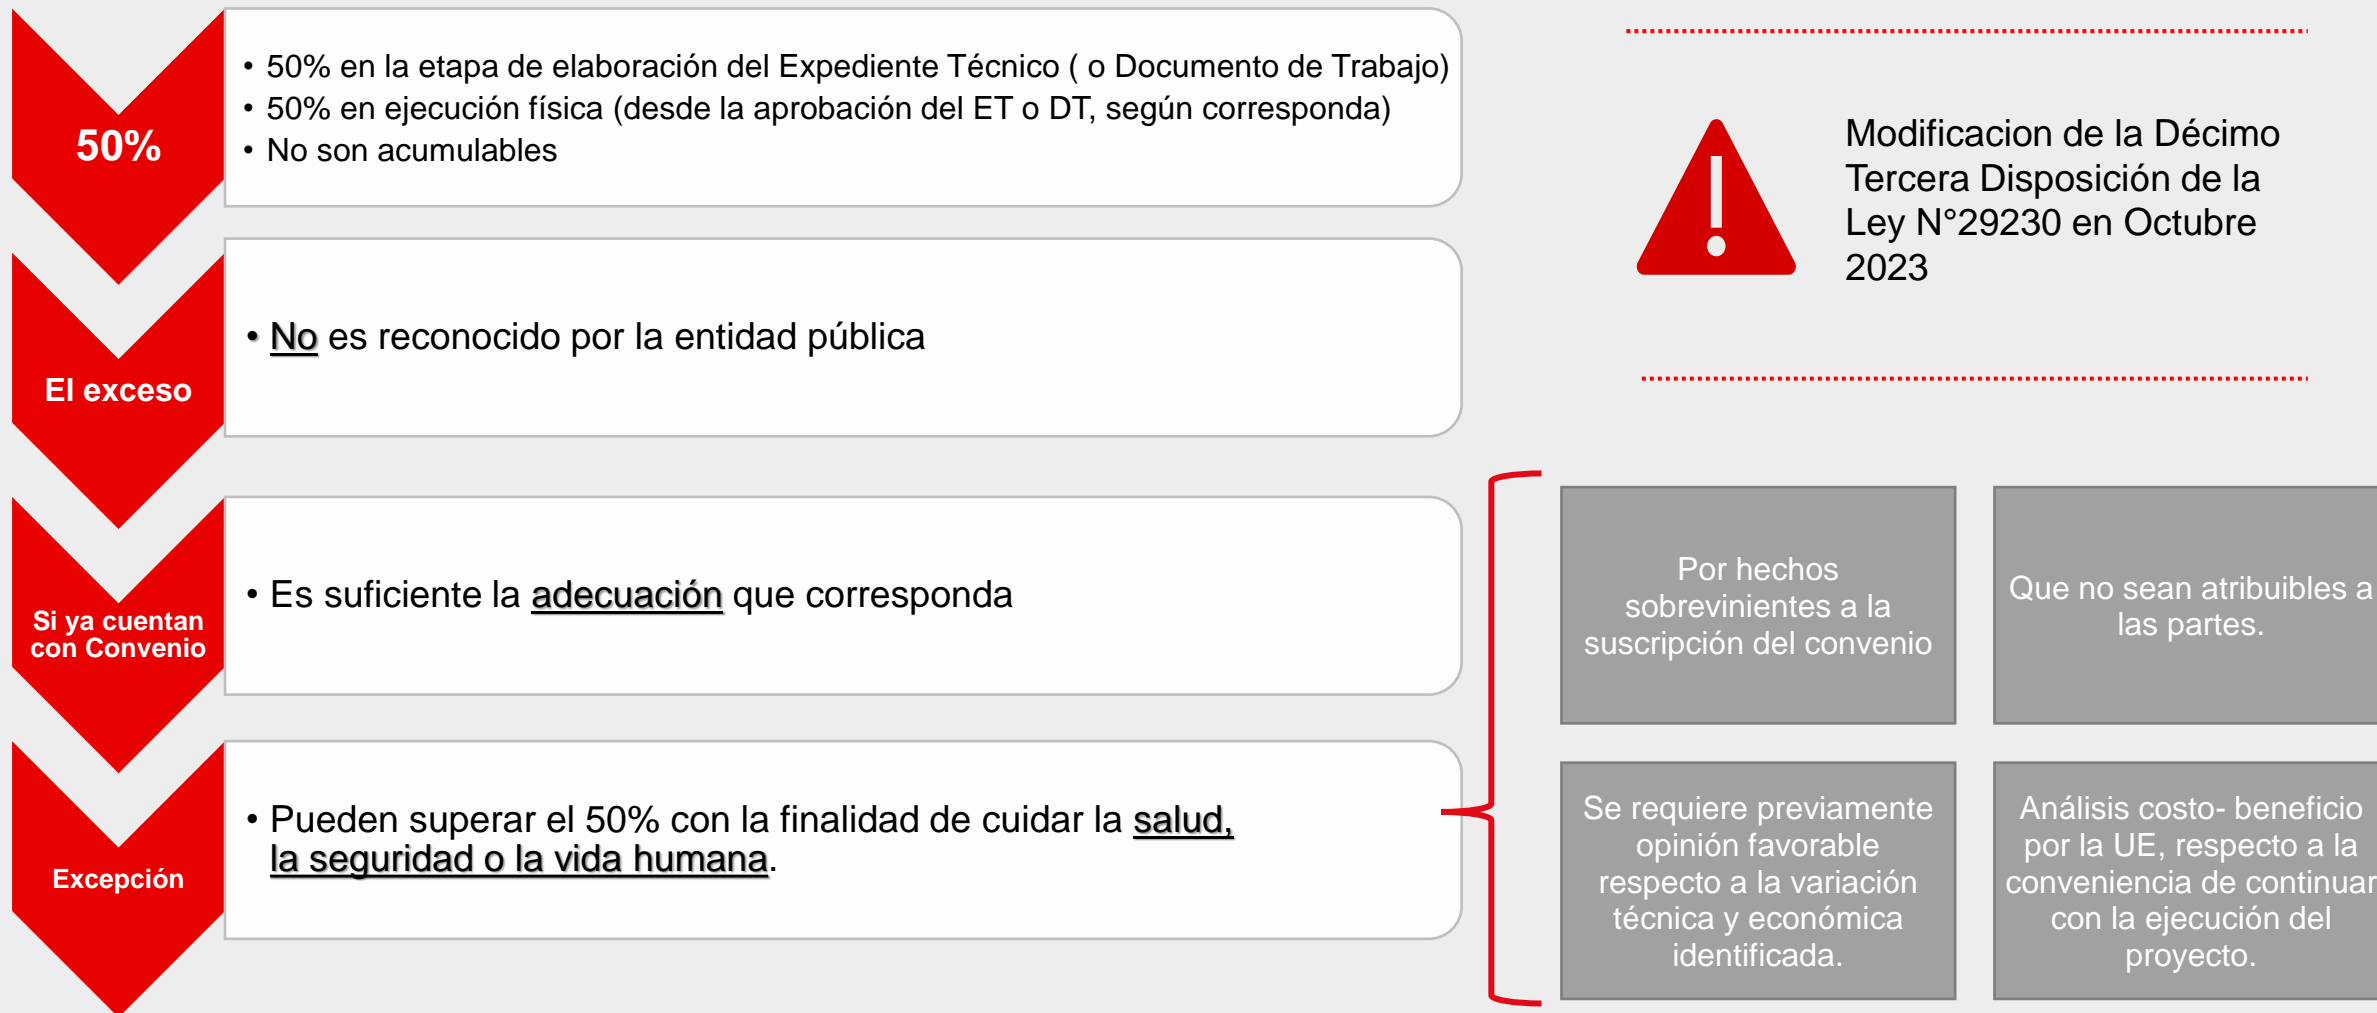 50%
• 50% en la etapa de elaboración del Expediente Técnico ( o Documento de Trabajo)
• 50% en ejecución física (desde la aprobación del ET o DT, según corresponda)
• No son acumulables
Modificacion de la Décimo
Tercera Disposición de la
Ley N°29230 en Octubre
2023
El exceso
• No es reconocido por la entidad pública
Si ya cuentan
con Convenio
• Es suficiente la adecuación que corresponda
Excepción
• Pueden superar el 50% con la finalidad de cuidar la salud,
la seguridad o la vida humana.
Por hechos
sobrevinientes a la
suscripción del convenio
Que no sean atribuibles a
las partes.
Se requiere previamente
opinión favorable
respecto a la variación
técnica y económica
identificada.
Análisis costo- beneficio
por la UE, respecto a la
conveniencia de continuar
con la ejecución del
proyecto.